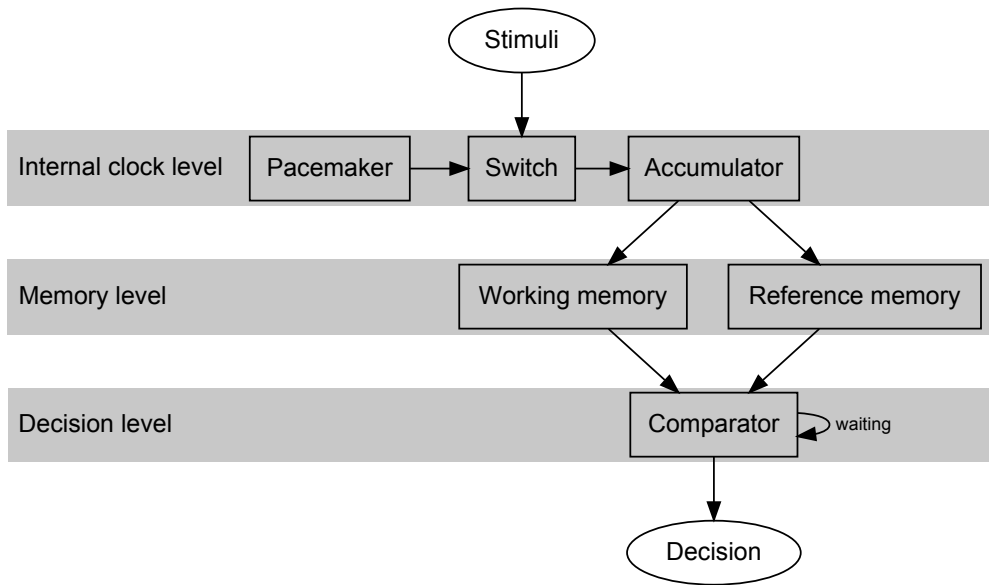 Stimuli
Internal clock level
Pacemaker
Switch
Accumulator
Memory level
Working memory
Reference memory
Decision level
Comparator
waiting
Decision